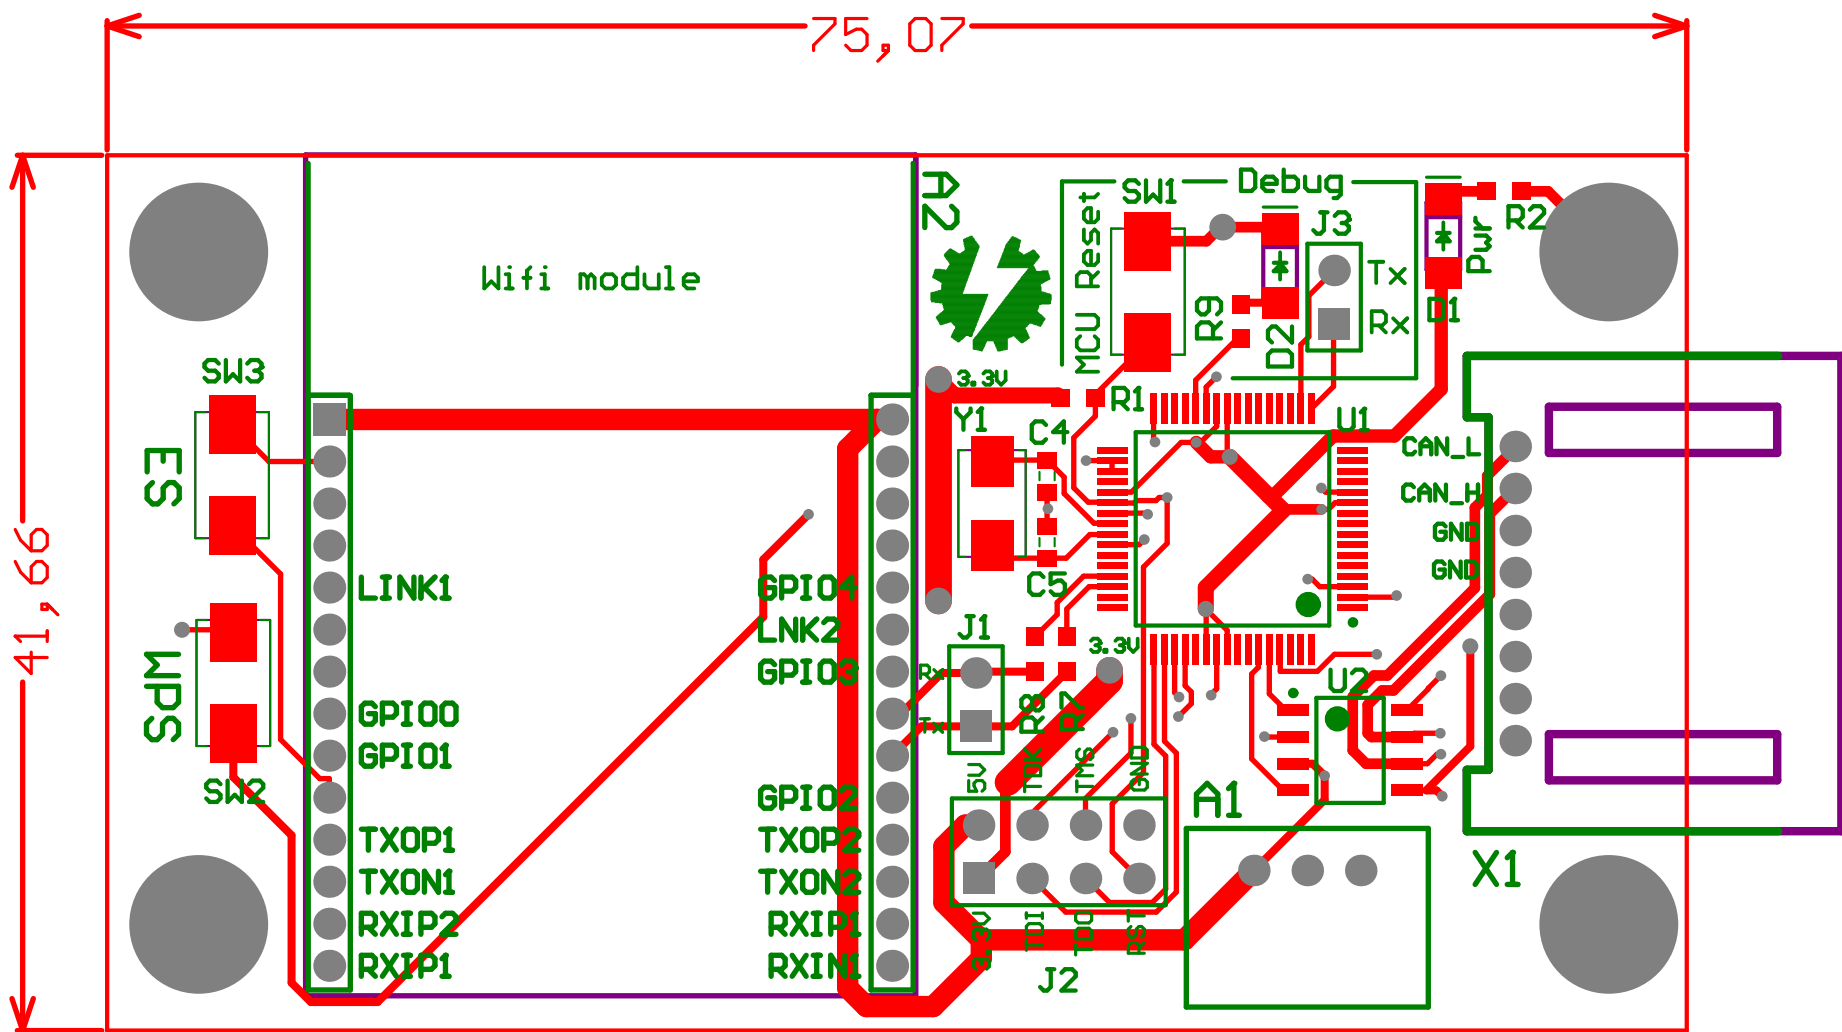 75,07
41,66
A2
Wifi module
SW1
Debug
J3
R2
MCU Reset
Tx
Rx
Pwr
D1
R9
D2
SW3
3.3V
R1
Y1
C4
U1
CAN_L
CAN_H
GND
GND
ES
C5
LINK1
GPIO4
LNK2
GPIO3
J1
3.3V
Rx
Tx
R8
R7
U2
SPM
GPIO0
GPIO1
SW2
GPIO2
5V
TDK
TMS
GND
A1
TXOP1
TXOP2
TXON1
TXON2
RXIP2
RXIP1
RXIP1
RXIN1
3.3V
TDI
TDO
RST
J2
X1